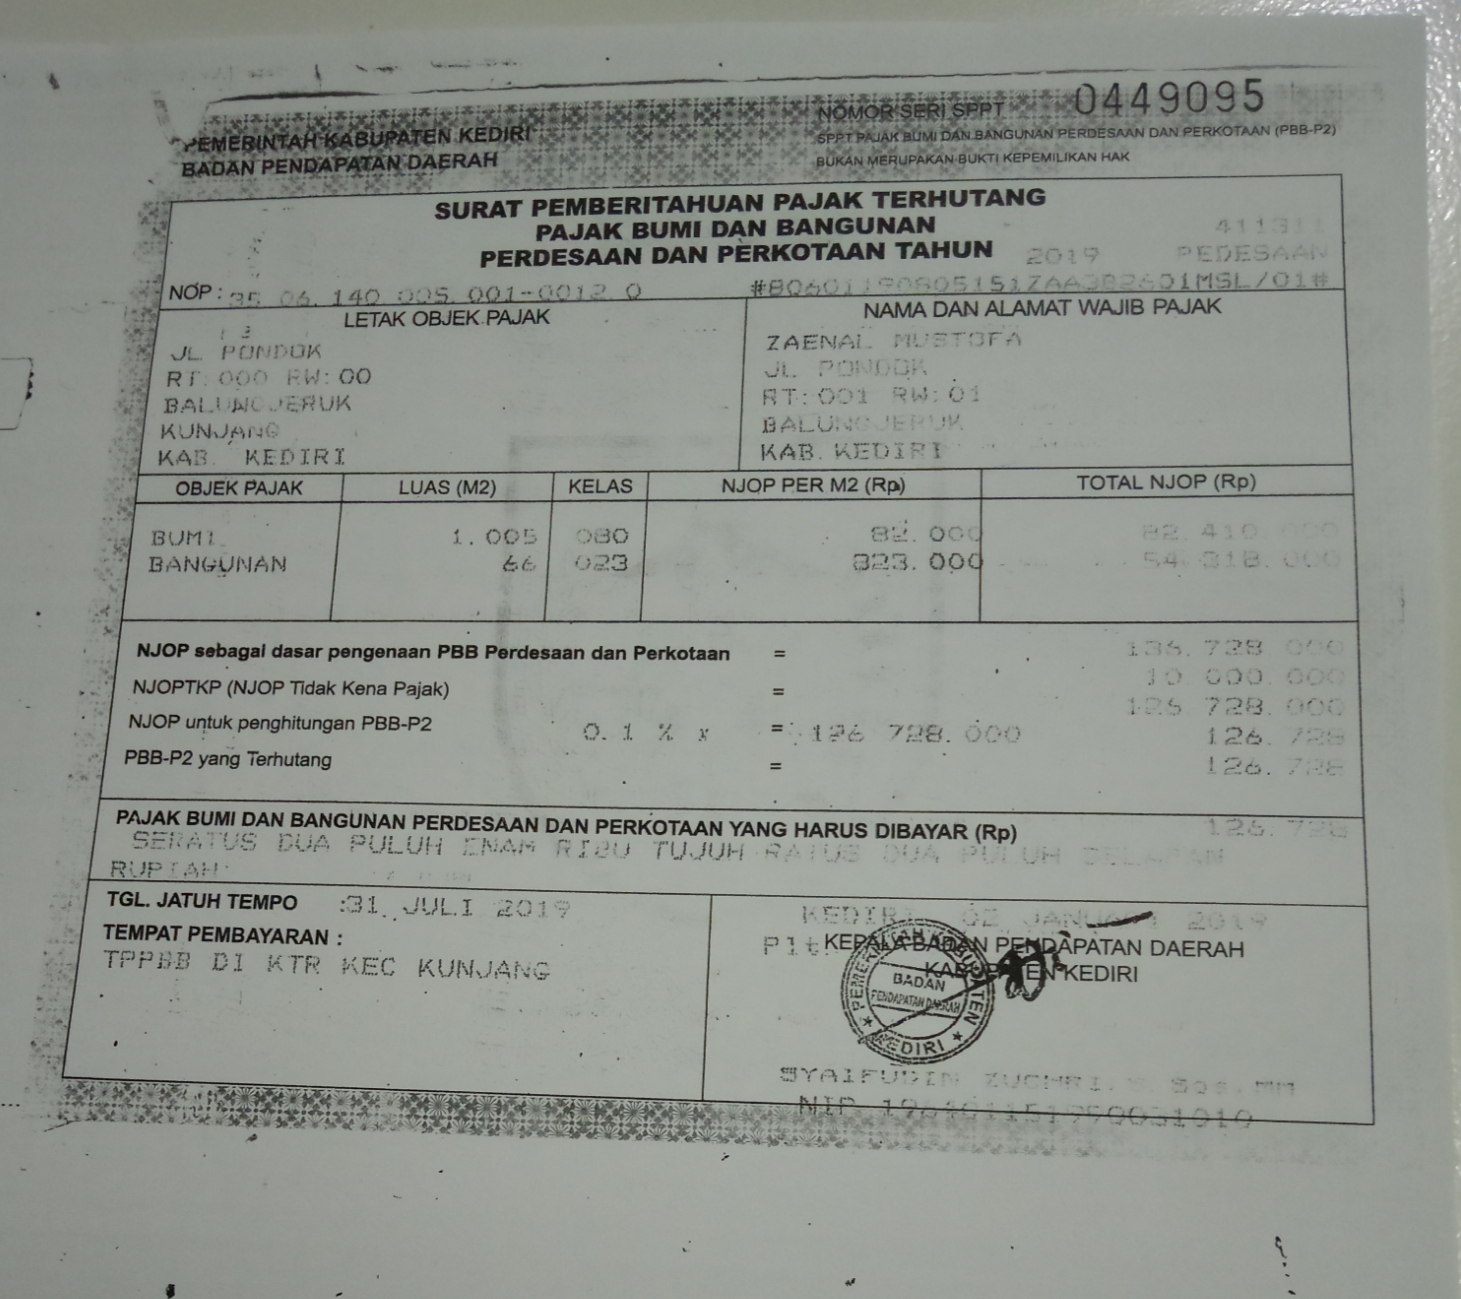 PEMERINTAH KABUPATEN KEDIRI
BADAN PENDAPATAN DAERAH
NOMOR SERI SPPT 0449095
SPPT PAJAK BUMI DAN BANGUNAN PERDESAAN DAN PERKOTAAN (PBB-P2)
BUKAN MERUPAKAN BUKTI KEPEMILIKAN HAK
SURAT PEMBERITAHUAN PAJAK TERHUTANG
PAJAK BUMI DAN BANGUNAN
PERDESAAN DAN PERKOTAAN TAHUN 2019 PEDESAAN
NOP : 35. 06. 140. 005. 001-0012. 0
LETAK OBJEK PAJAK
JL PONDOK
RT: 000 RW: 00
BALUNGJERUK
KUNJANG
KAB. KEDIRI
NAMA DAN ALAMAT WAJIB PAJAK
ZAENAL MUSTOFA
JL. PONDOK
RT: 001 RW: 01
BALUNGJERUK
KAB. KEDIRI
OBJEK PAJAK LUAS (M2) KELAS NJOP PER M2 (Rp) TOTAL NJOP (Rp)
BUMI 1. 005 080 82. 000 82. 410. 000
BANGUNAN 66 023 823. 000 54. 318. 000
NJOP sebagai dasar pengenaan PBB Perdesaan dan Perkotaan = 136. 728. 000
NJOPTKP (NJOP Tidak Kena Pajak) = 10. 000. 000
NJOP untuk penghitungan PBB-P2 = 126. 728. 000
0. 1 % x 126. 728. 000 126. 728
PBB-P2 yang Terhutang = 126. 728
PAJAK BUMI DAN BANGUNAN PERDESAAN DAN PERKOTAAN YANG HARUS DIBAYAR (Rp) 126. 728
SERATUS DUA PULUH ENAM RIBU TUJUH RATUS DUA PULUH DELAPAN
RUPIAH
TGL. JATUH TEMPO :31 JULI 2019
TEMPAT PEMBAYARAN :
TPPBB DI KTR KEC KUNJANG
KEDIRI, 02 JANUARI 2019
Plt KEPALA BADAN PENDAPATAN DAERAH
KABUPATEN KEDIRI
PEMERINTAH KABUPATEN
BADAN
PENDAPATAN DAERAH
KEDIRI
SYAIFUDIN ZUCHRI. S. Sos. MM
NIP.